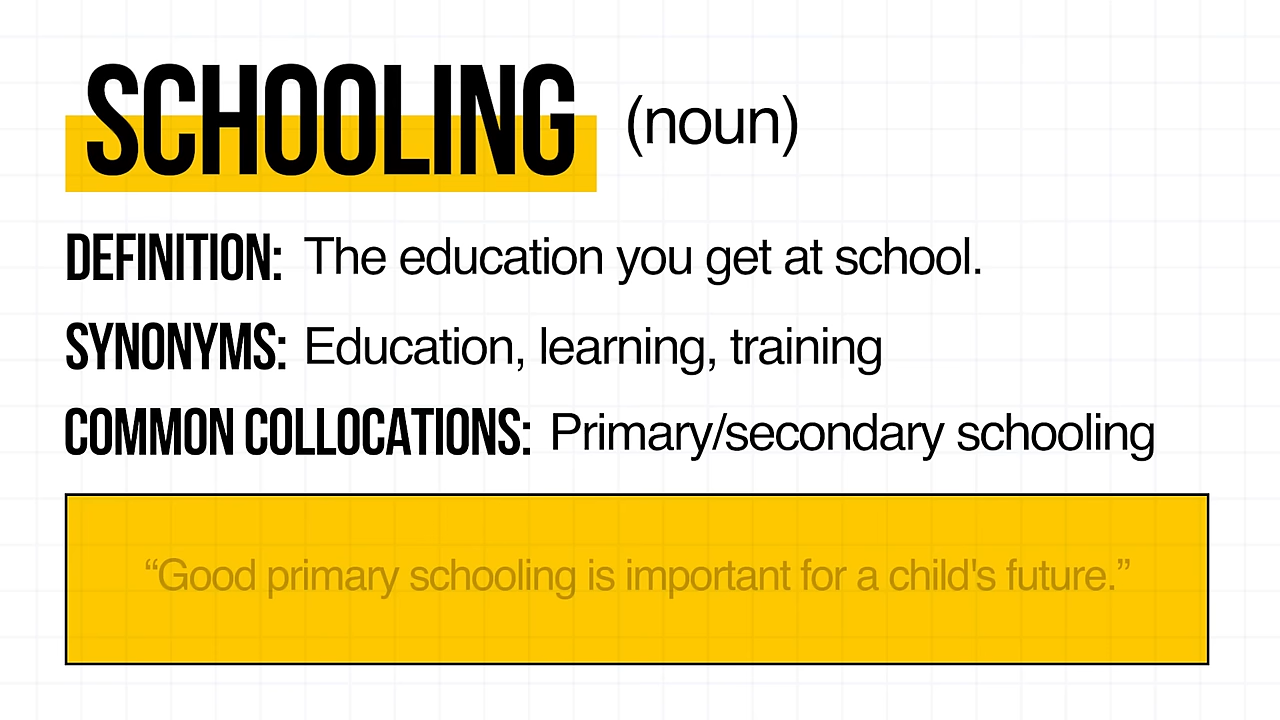 SCHOOLING (noun)
DEFINITION: The education you get at school.
SYNONYMS: Education, learning, training
COMMON COLLOCATIONS: Primary/secondary schooling
“Good primary schooling is important for a child's future.”